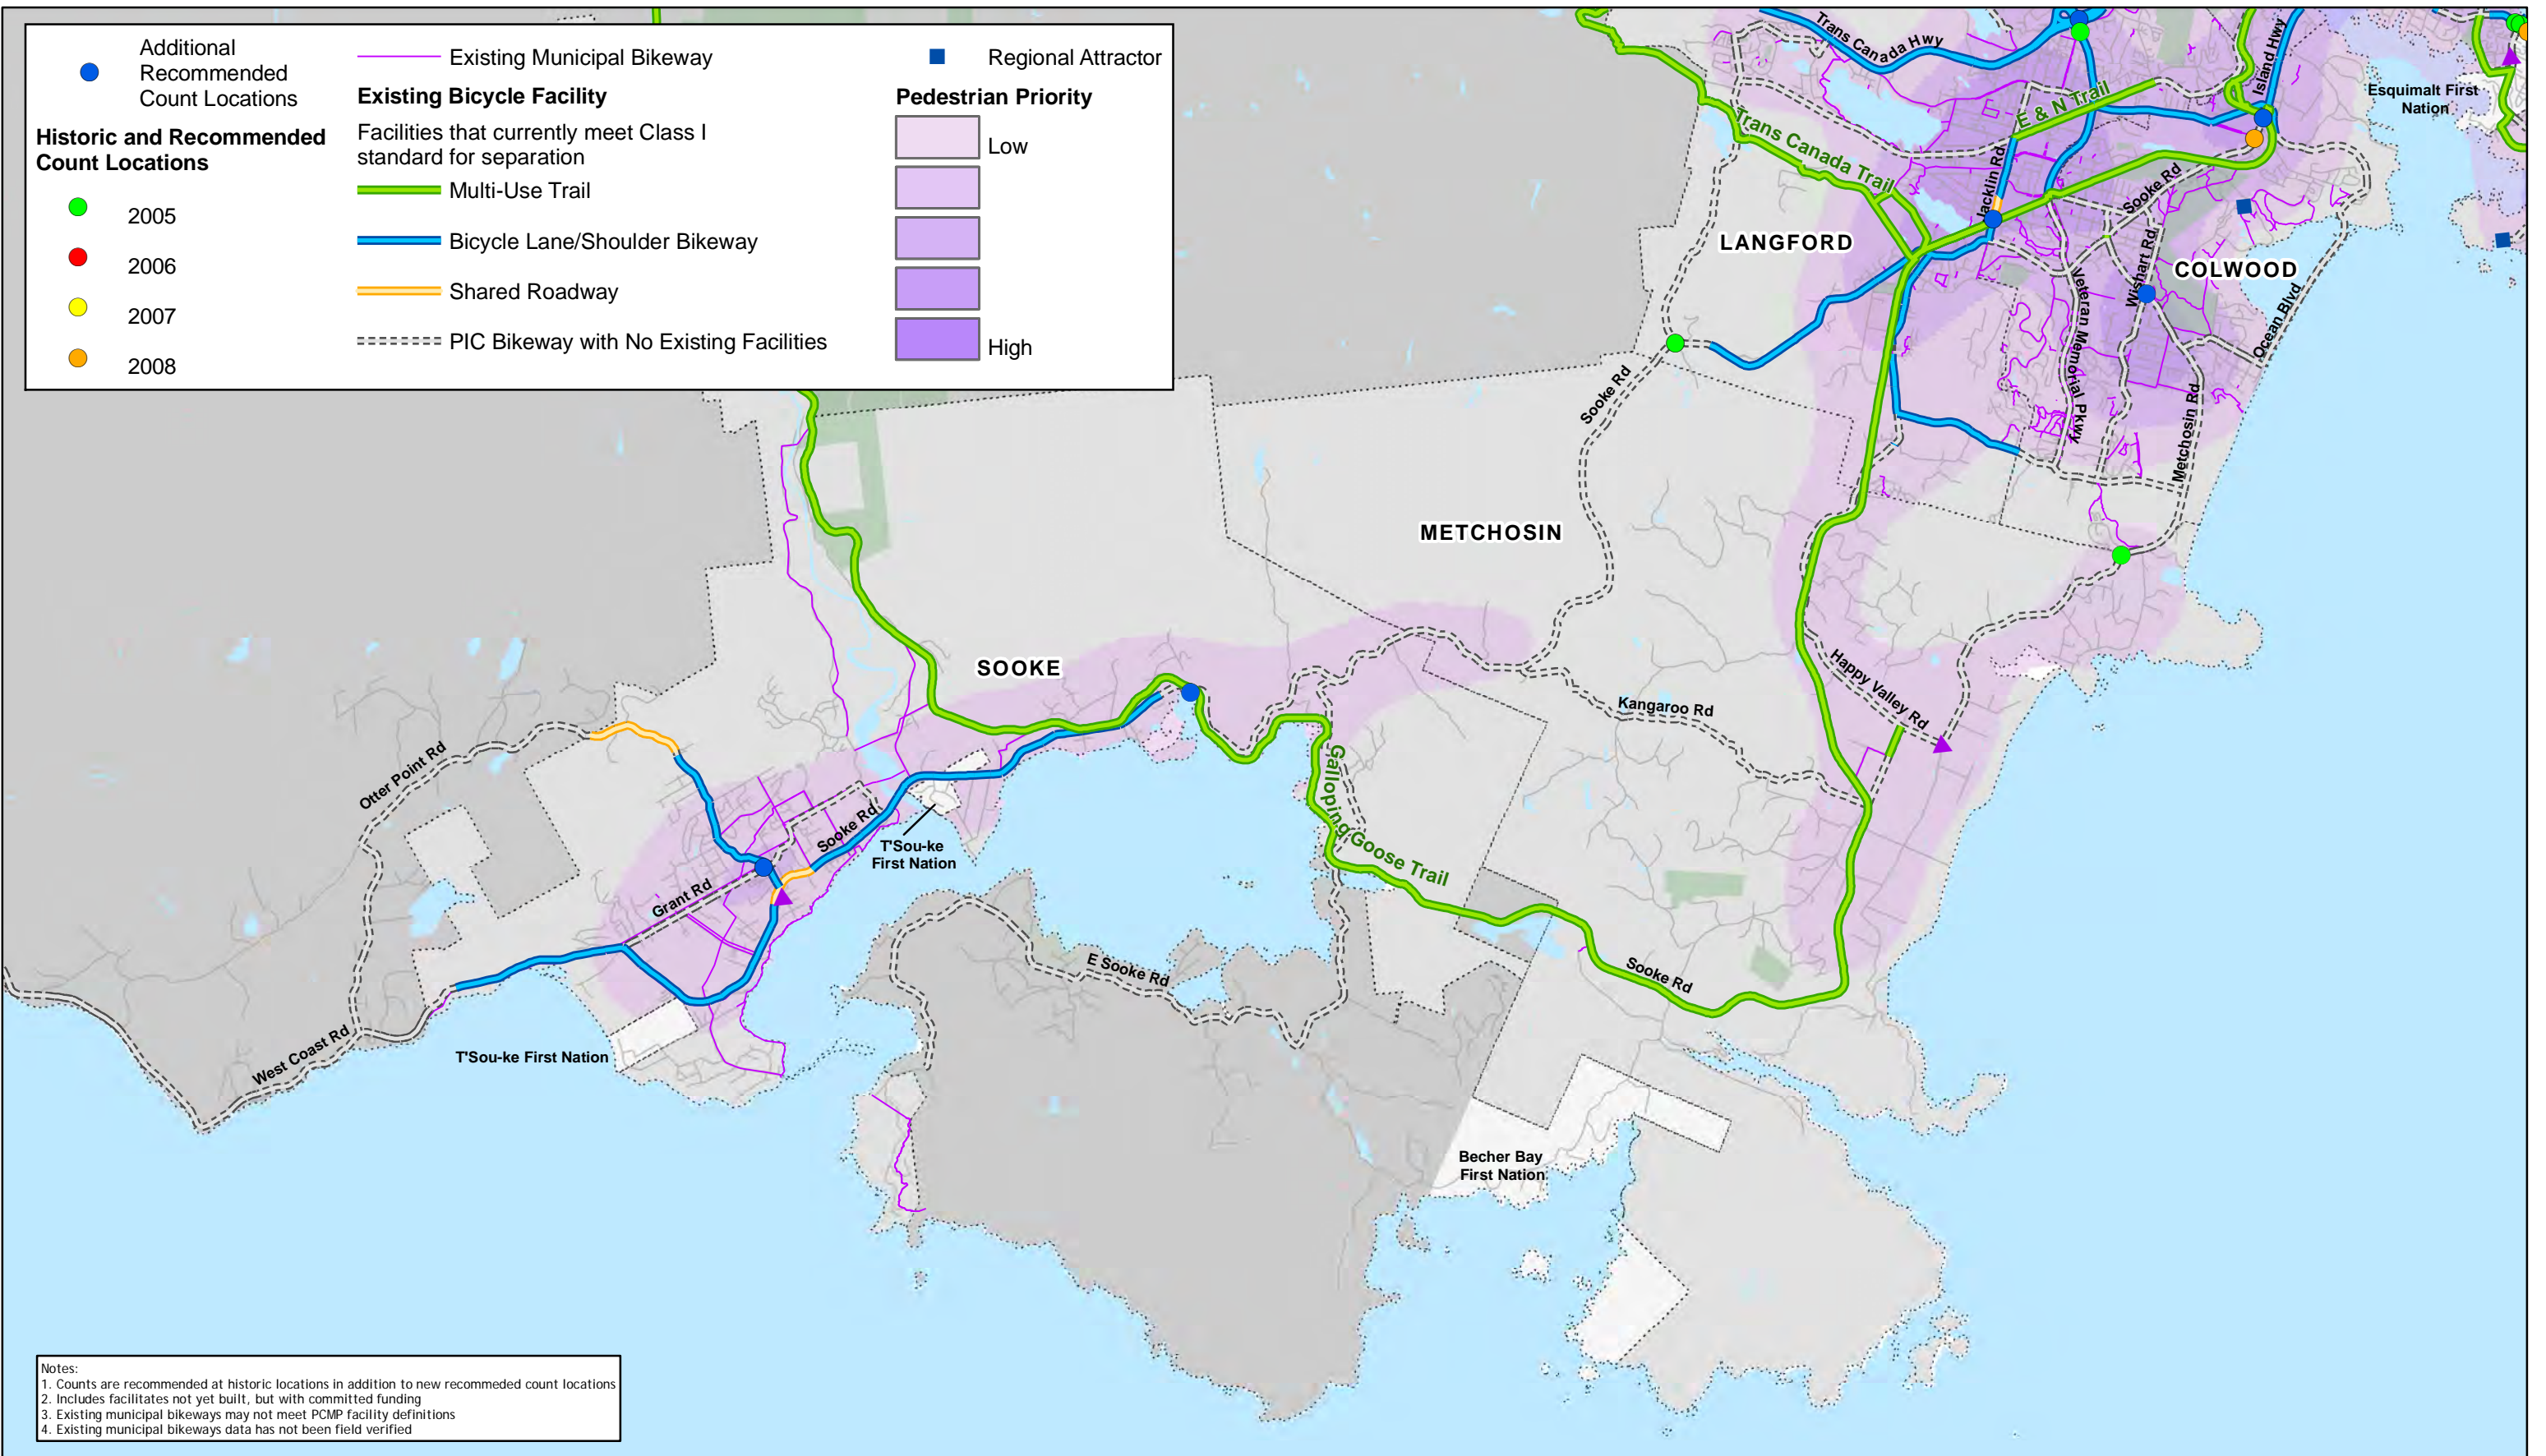 Additional
Recommended
Count Locations
Historic and Recommended
Count Locations
2005
2006
2007
2008
Existing Municipal Bikeway
Existing Bicycle Facility
Facilities that currently meet Class I
standard for separation
Multi-Use Trail
Bicycle Lane/Shoulder Bikeway
Shared Roadway
PIC Bikeway with No Existing Facilities
Regional Attractor
Pedestrian Priority
Low
High
Trans Canada Hwy
Island Hwy
Esquimalt First
Nation
E & N Trail
Trans Canada Trail
Jacklin Rd
Sooke Rd
LANGFORD
COLWOOD
Wishart Rd
Veteran Memorial Pkwy
Ocean Blvd
Sooke Rd
Metchosin Rd
METCHOSIN
SOOKE
Happy Valley Rd
Kangaroo Rd
Otter Point Rd
Galloping Goose Trail
Sooke Rd
T'Sou-ke
First Nation
Grant Rd
E Sooke Rd
Sooke Rd
West Coast Rd
T'Sou-ke First Nation
Becher Bay
First Nation
Notes:
1. Counts are recommended at historic locations in addition to new recommeded count locations
2. Includes facilitates not yet built, but with committed funding
3. Existing municipal bikeways may not meet PCMP facility definitions
4. Existing municipal bikeways data has not been field verified